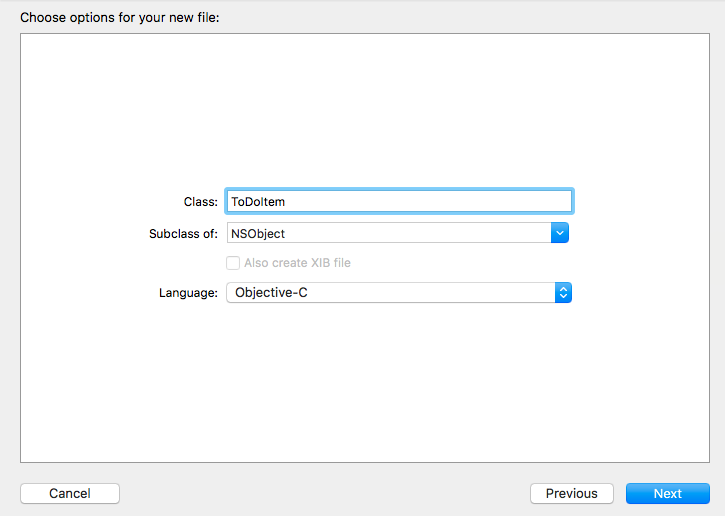 Choose options for your new file:
Class: ToDoItem
Subclass of: NSObject
Also create XIB file
Language: Objective-C
Cancel Previous Next